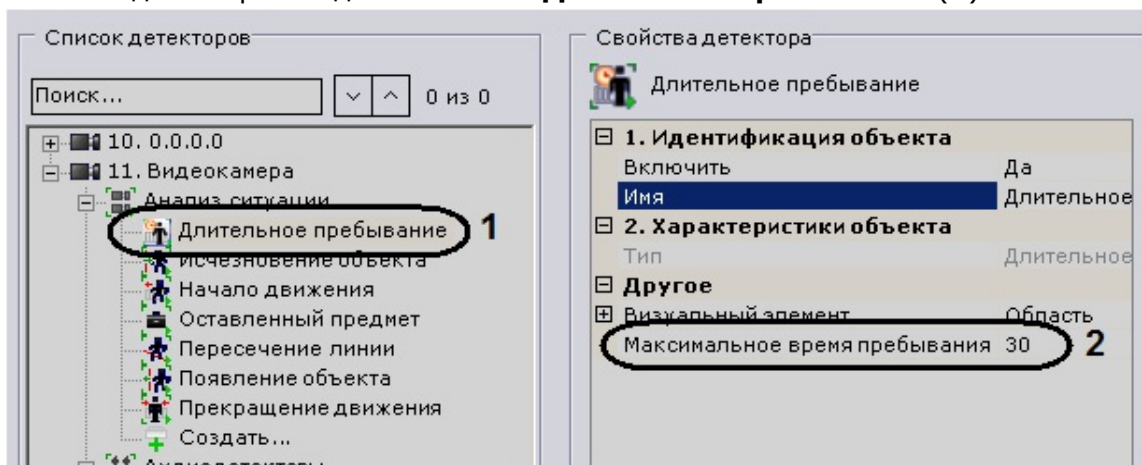 Список детекторов
Поиск...
0 из 0
10. 0.0.0.0
11. Видеокамера
Анализ ситуации
Длительное пребывание
1
Исчезновение объекта
Начало движения
Оставленный предмет
Пересечение линии
Появление объекта
Прекращение движения
Создать...
Аудиодетекторы
Свойства детектора
Длительное пребывание
1. Идентификация объекта
Включить Да
Имя Длительное
2. Характеристики объекта
Тип Длительное
Другое
Визуальный элемент Область
Максимальное время пребывания 30
2